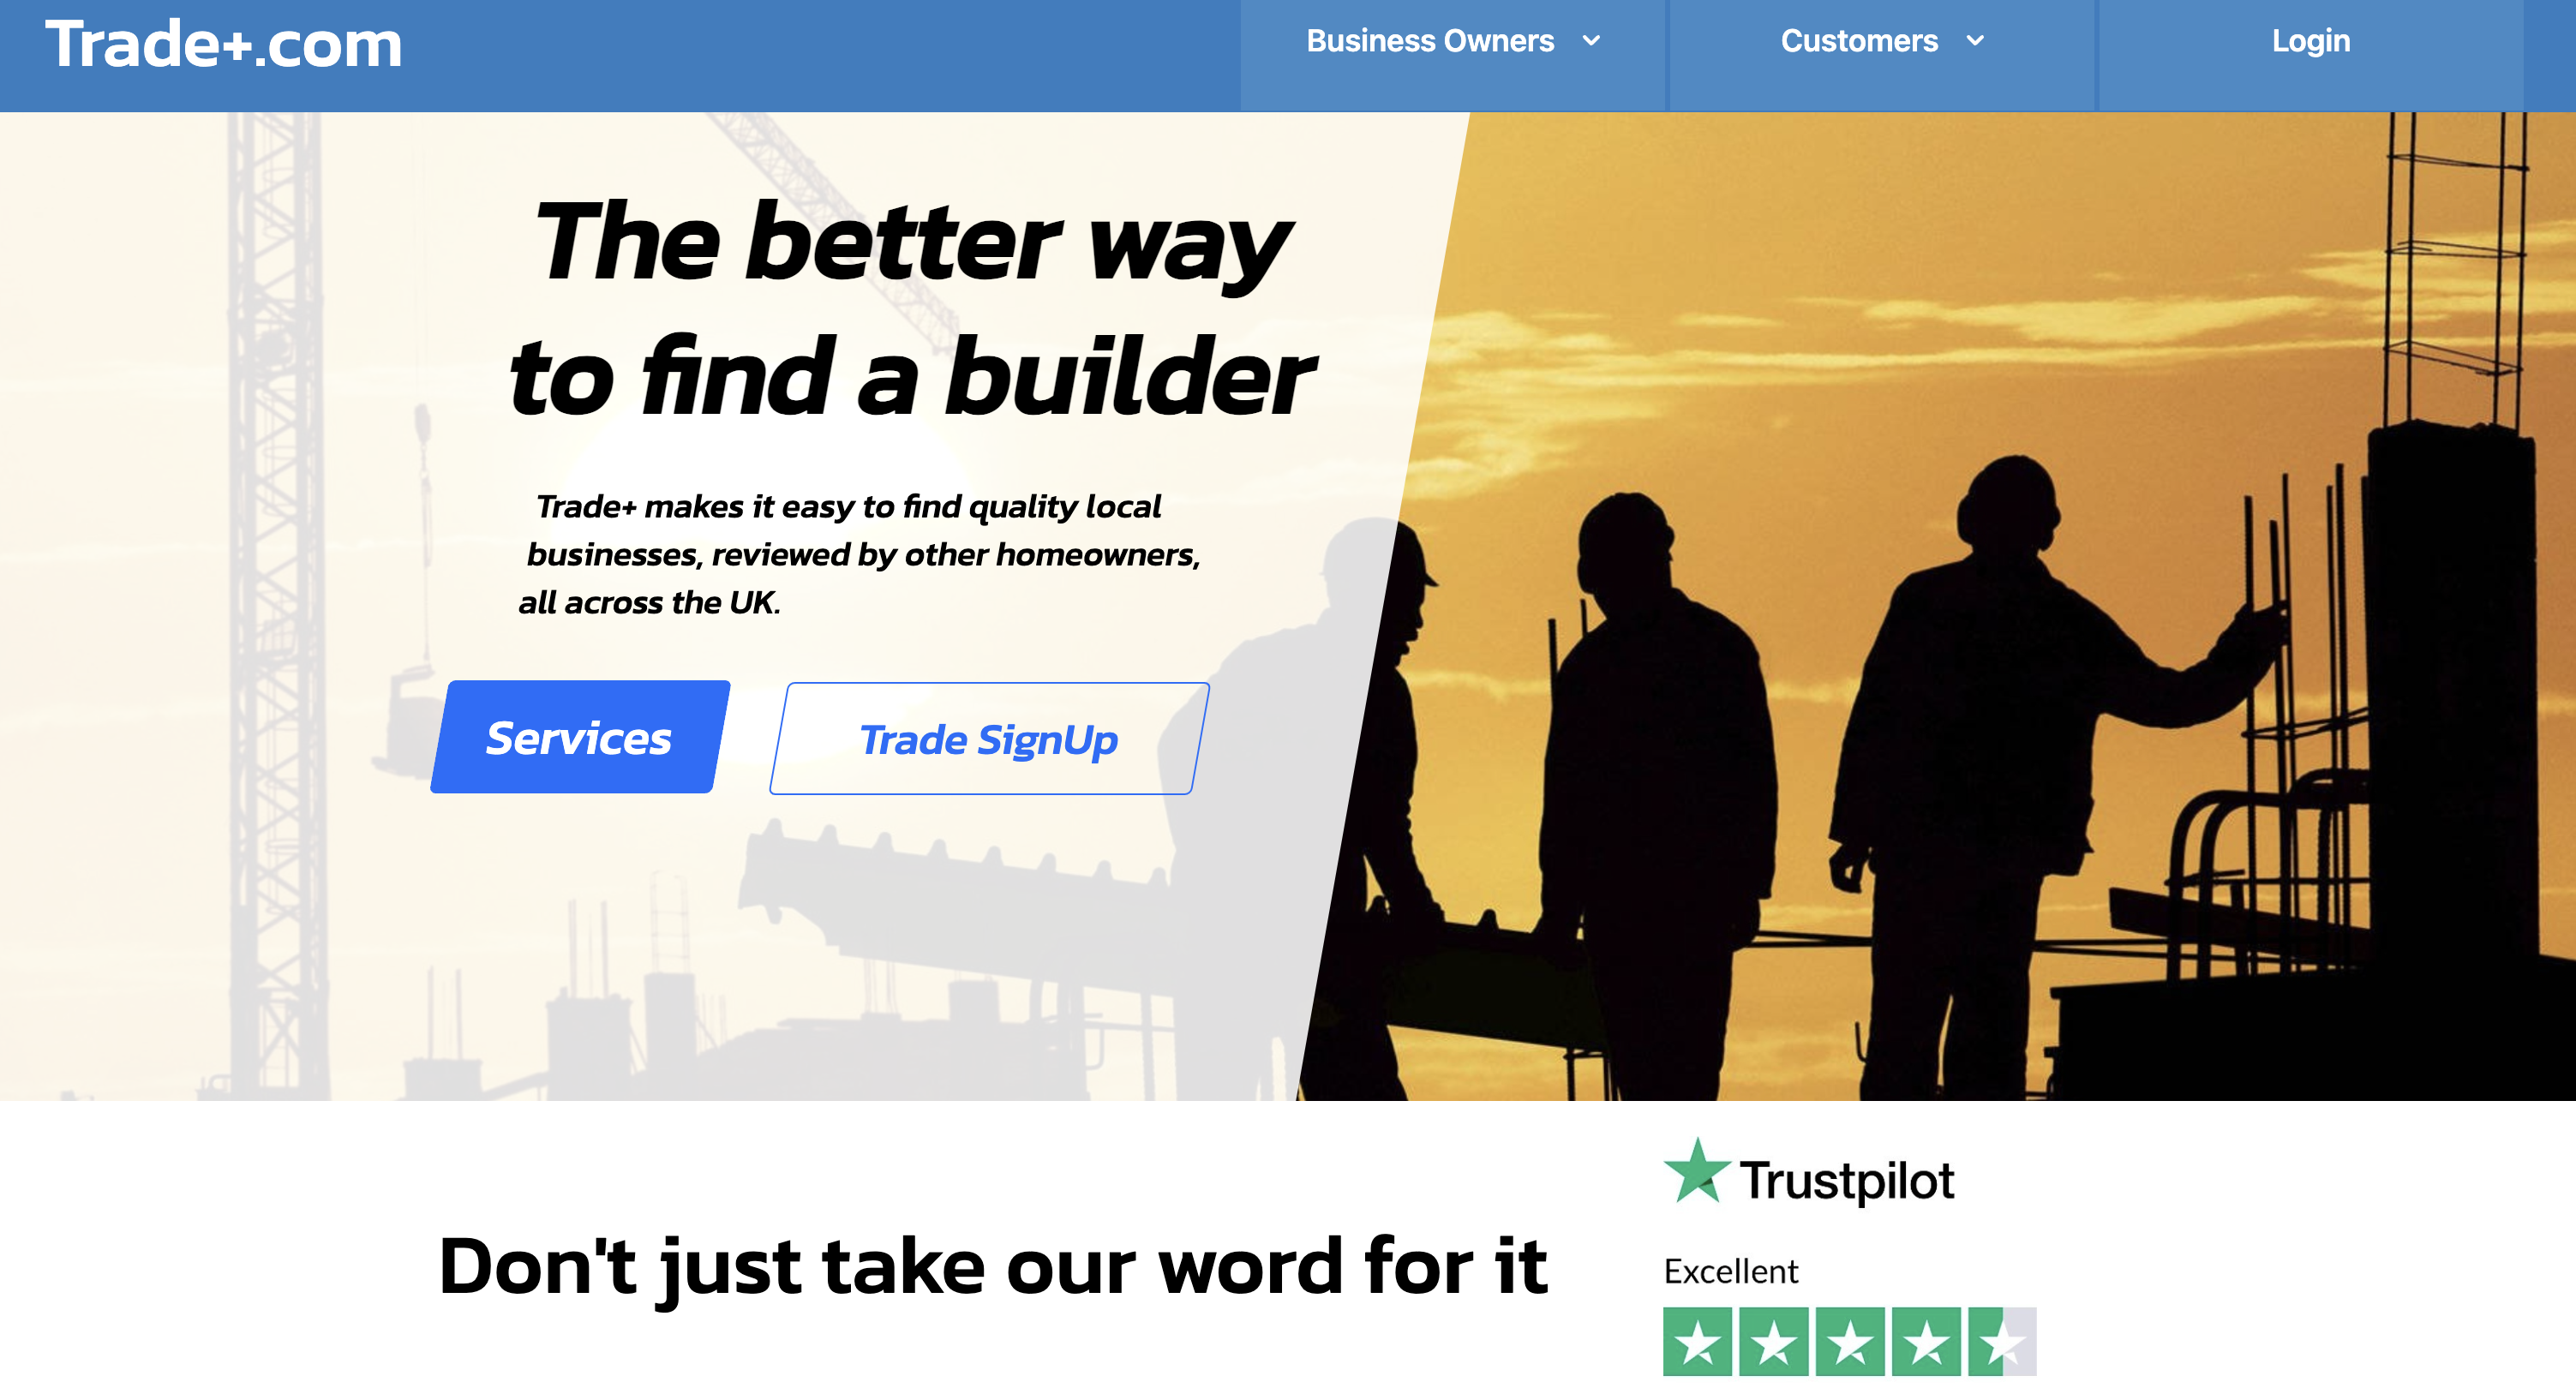 Trade+.com
Business Owners
Customers
Login
The better way
to find a builder
Trade+ makes it easy to find quality local
businesses, reviewed by other homeowners,
all across the UK.
Services
Trade SignUp
Don't just take our word for it
Trustpilot
Excellent